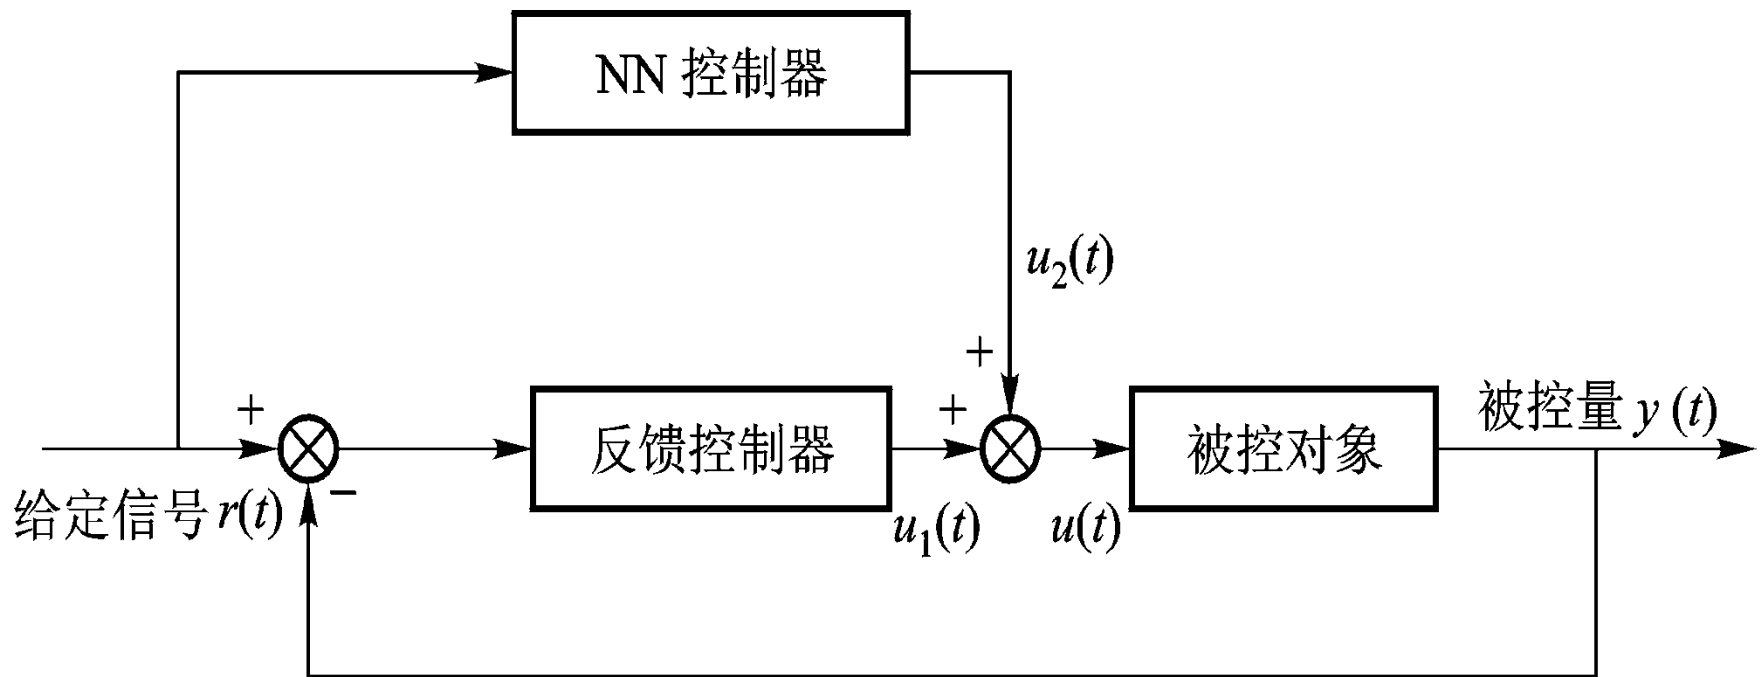 NN 控制器
u₂(t)
+
+
+
被控量 y (t)
反馈控制器
被控对象
−
给定信号 r(t)
u₁(t)
u(t)